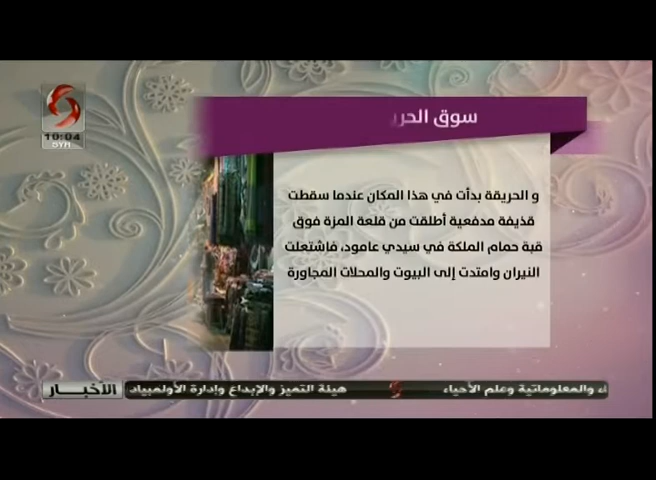 10:04
SYR
سوق الحر
و الحريقة بدأت في هذا المكان عندما سقطت
قذيفة مدفعية أطلقت من قلعة المزة فوق
قبة حمام الملكة في سيدي عامود، فإشتعلت
النيران وامتدت إلى البيوت والمحلات المجاورة
ء والمعلوماتية وعلم الأحياء هيئة التميز والإبداع وإدارة الأولمبياد
الأخبار